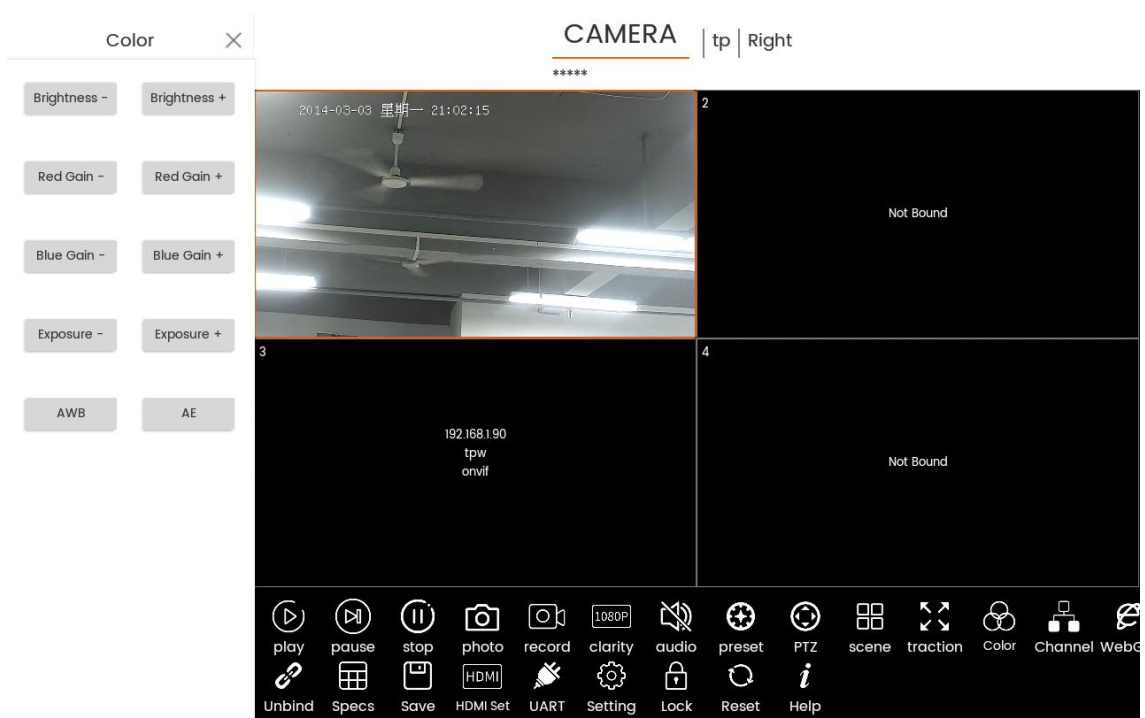 Color
CAMERA
tp
Right
*****
Brightness -
Brightness +
Red Gain -
Red Gain +
Blue Gain -
Blue Gain +
Exposure -
Exposure +
AWB
AE
2014-03-03 星期一 21:02:15
2
Not Bound
3
192.168.1.90
tpw
onvif
4
Not Bound
1080P
play
pause
stop
photo
record
clarity
audio
preset
PTZ
scene
traction
Color
Channel
WebG
HDMI
Unbind
Specs
Save
HDMI Set
UART
Setting
Lock
Reset
Help